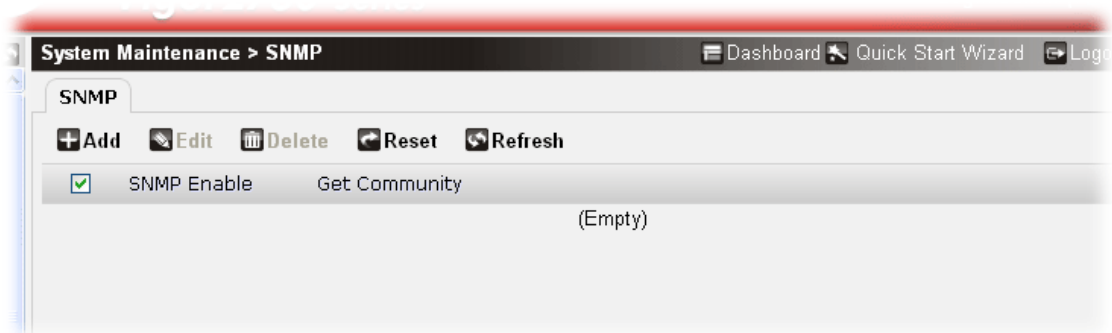 System Maintenance > SNMP
Dashboard Quick Start Wizard
SNMP
Add Edit Delete Reset Refresh
SNMP Enable Get Community
(Empty)